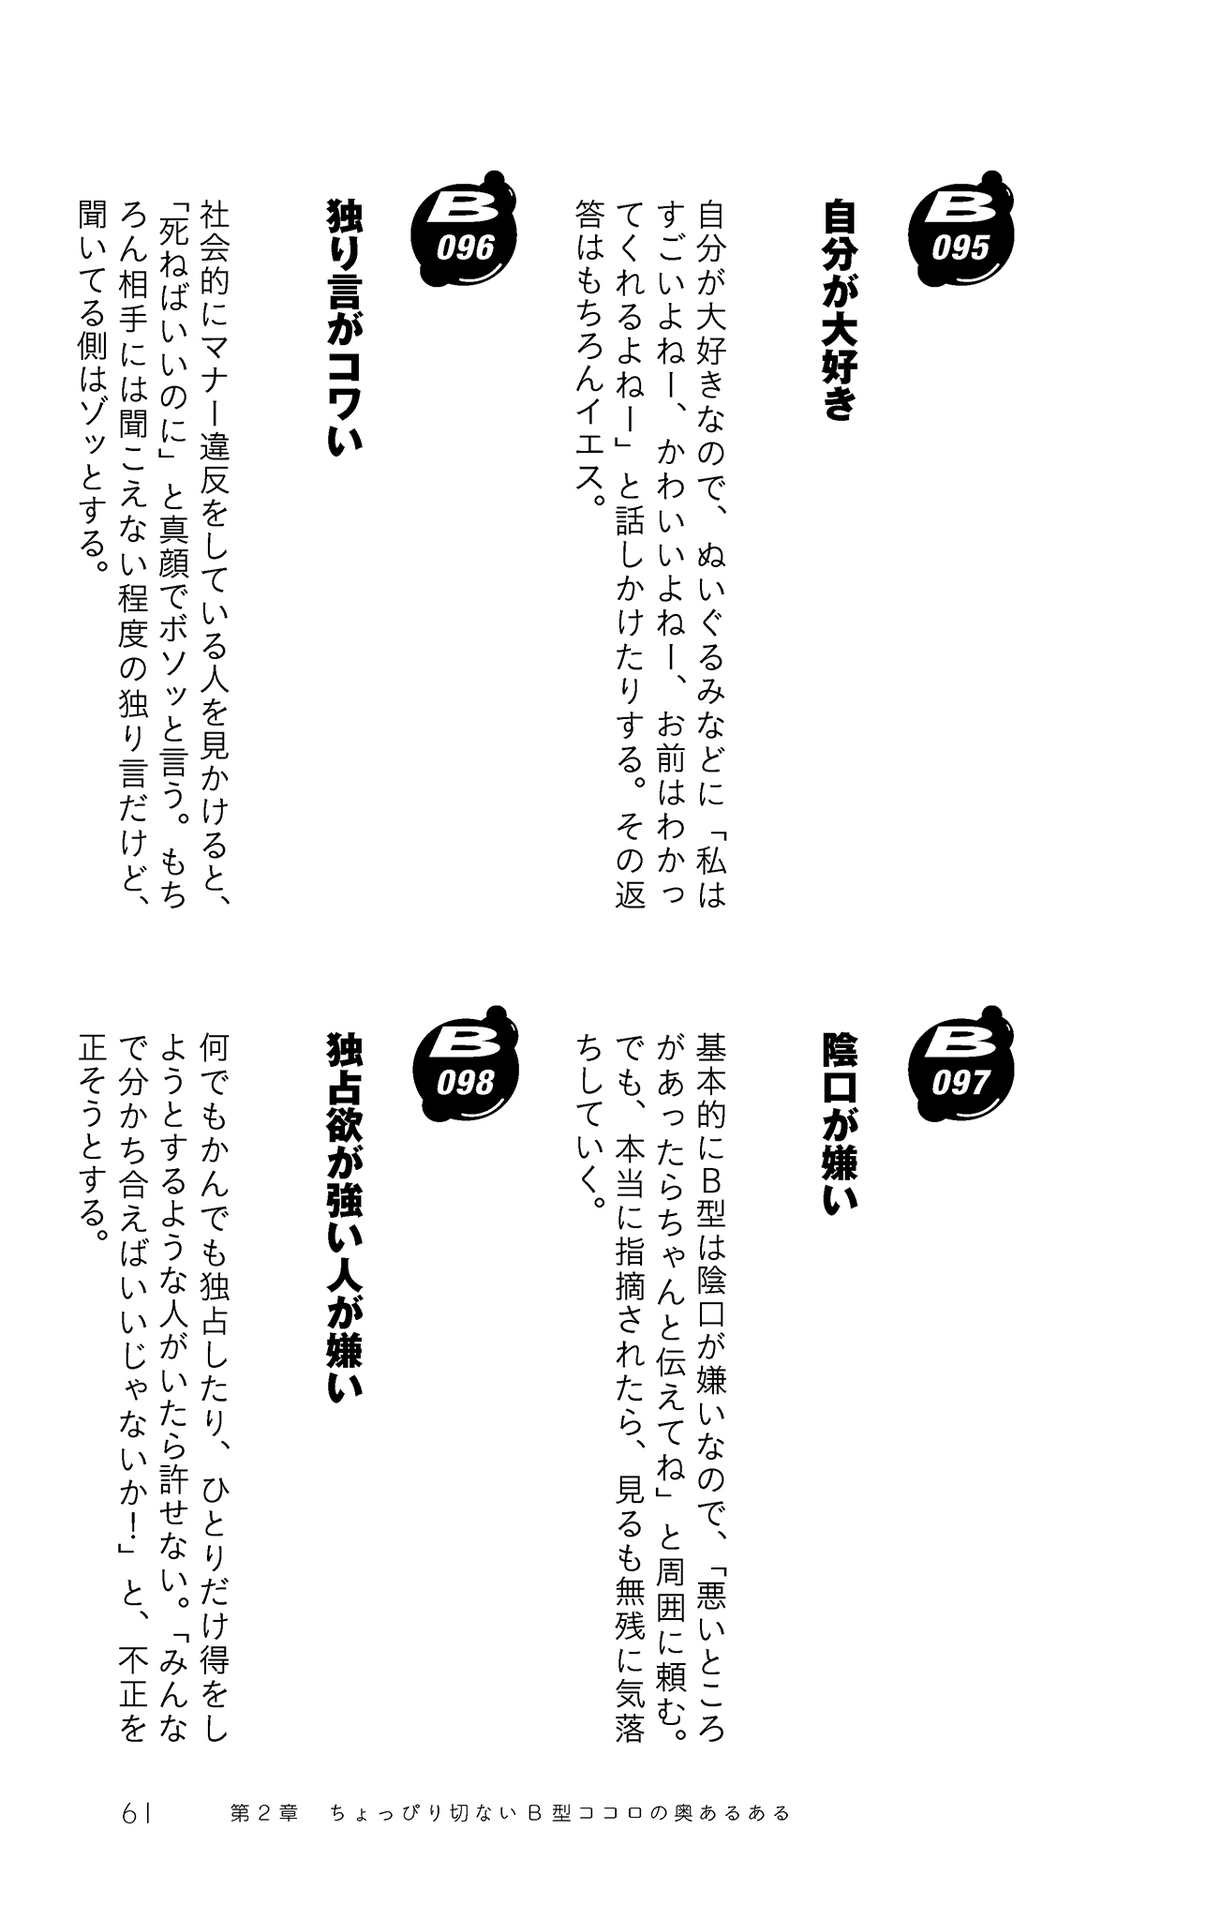 B
095
自分が大好き
自分が大好きなので、ぬいぐるみなどに「私は
すごいよねー、かわいいよねー、お前はわかっ
てくれるよねー」と話しかけたりする。その返
答はもちろんイエス。
B
096
独り言がコワい
社会的にマナー違反をしている人を見かけると、
「死ねばいいのに」と真顔でボソッと言う。もち
ろん相手には聞こえない程度の独り言だけど、
聞いてる側はゾッとする。
B
097
陰口が嫌い
基本的にB型は陰口が嫌いなので、「悪いところ
があったらちゃんと伝えてね」と周囲に頼む。
でも、本当に指摘されたら、見るも無残に気落
ちしていく。
B
098
独占欲が強い人が嫌い
何でもかんでも独占したり、ひとりだけ得をし
ようとするような人がいたら許せない。「みんな
で分かち合えばいいじゃないか！」と、不正を
正そうとする。
61 第2章 ちょっぴり切ないB型ココロの奥あるある